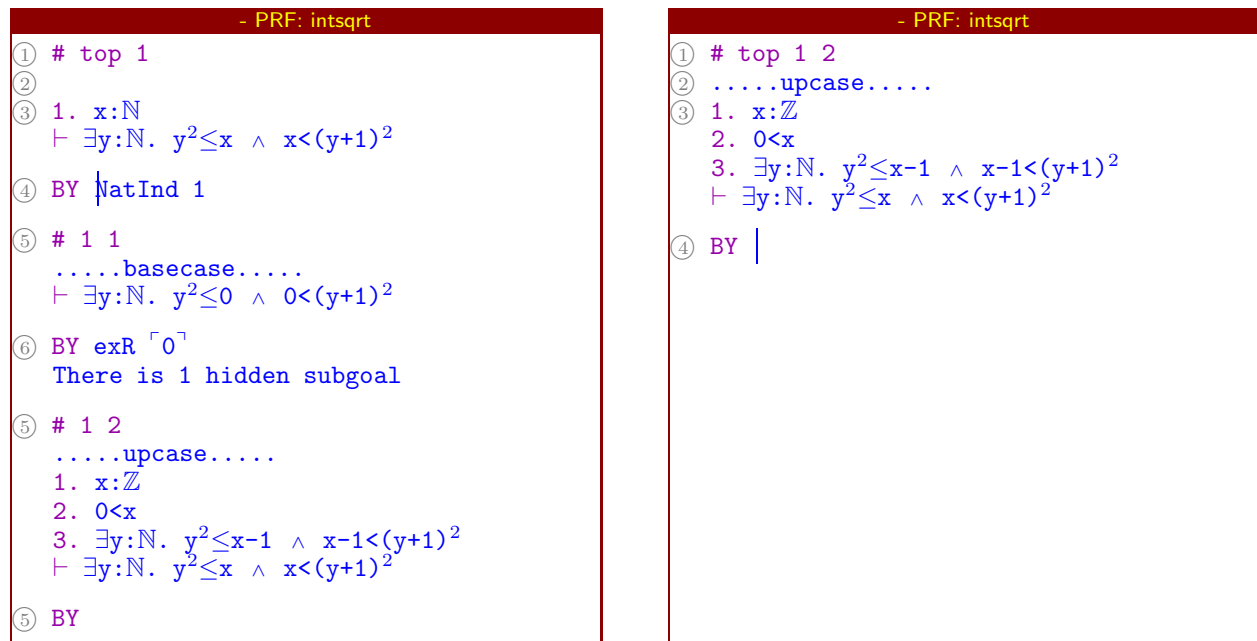 - PRF: intsqrt
① # top 1
②
③ 1. x:ℕ
⊢ ∃y:ℕ. y²≤x ∧ x<(y+1)²
④ BY NatInd 1
⑤ # 1 1
.....basecase.....
⊢ ∃y:ℕ. y²≤0 ∧ 0<(y+1)²
⑥ BY exR ⌜0⌝
There is 1 hidden subgoal
⑤ # 1 2
.....upcase.....
1. x:ℤ
2. 0<x
3. ∃y:ℕ. y²≤x-1 ∧ x-1<(y+1)²
⊢ ∃y:ℕ. y²≤x ∧ x<(y+1)²
⑤ BY
- PRF: intsqrt
① # top 1 2
② .....upcase.....
③ 1. x:ℤ
2. 0<x
3. ∃y:ℕ. y²≤x-1 ∧ x-1<(y+1)²
⊢ ∃y:ℕ. y²≤x ∧ x<(y+1)²
④ BY